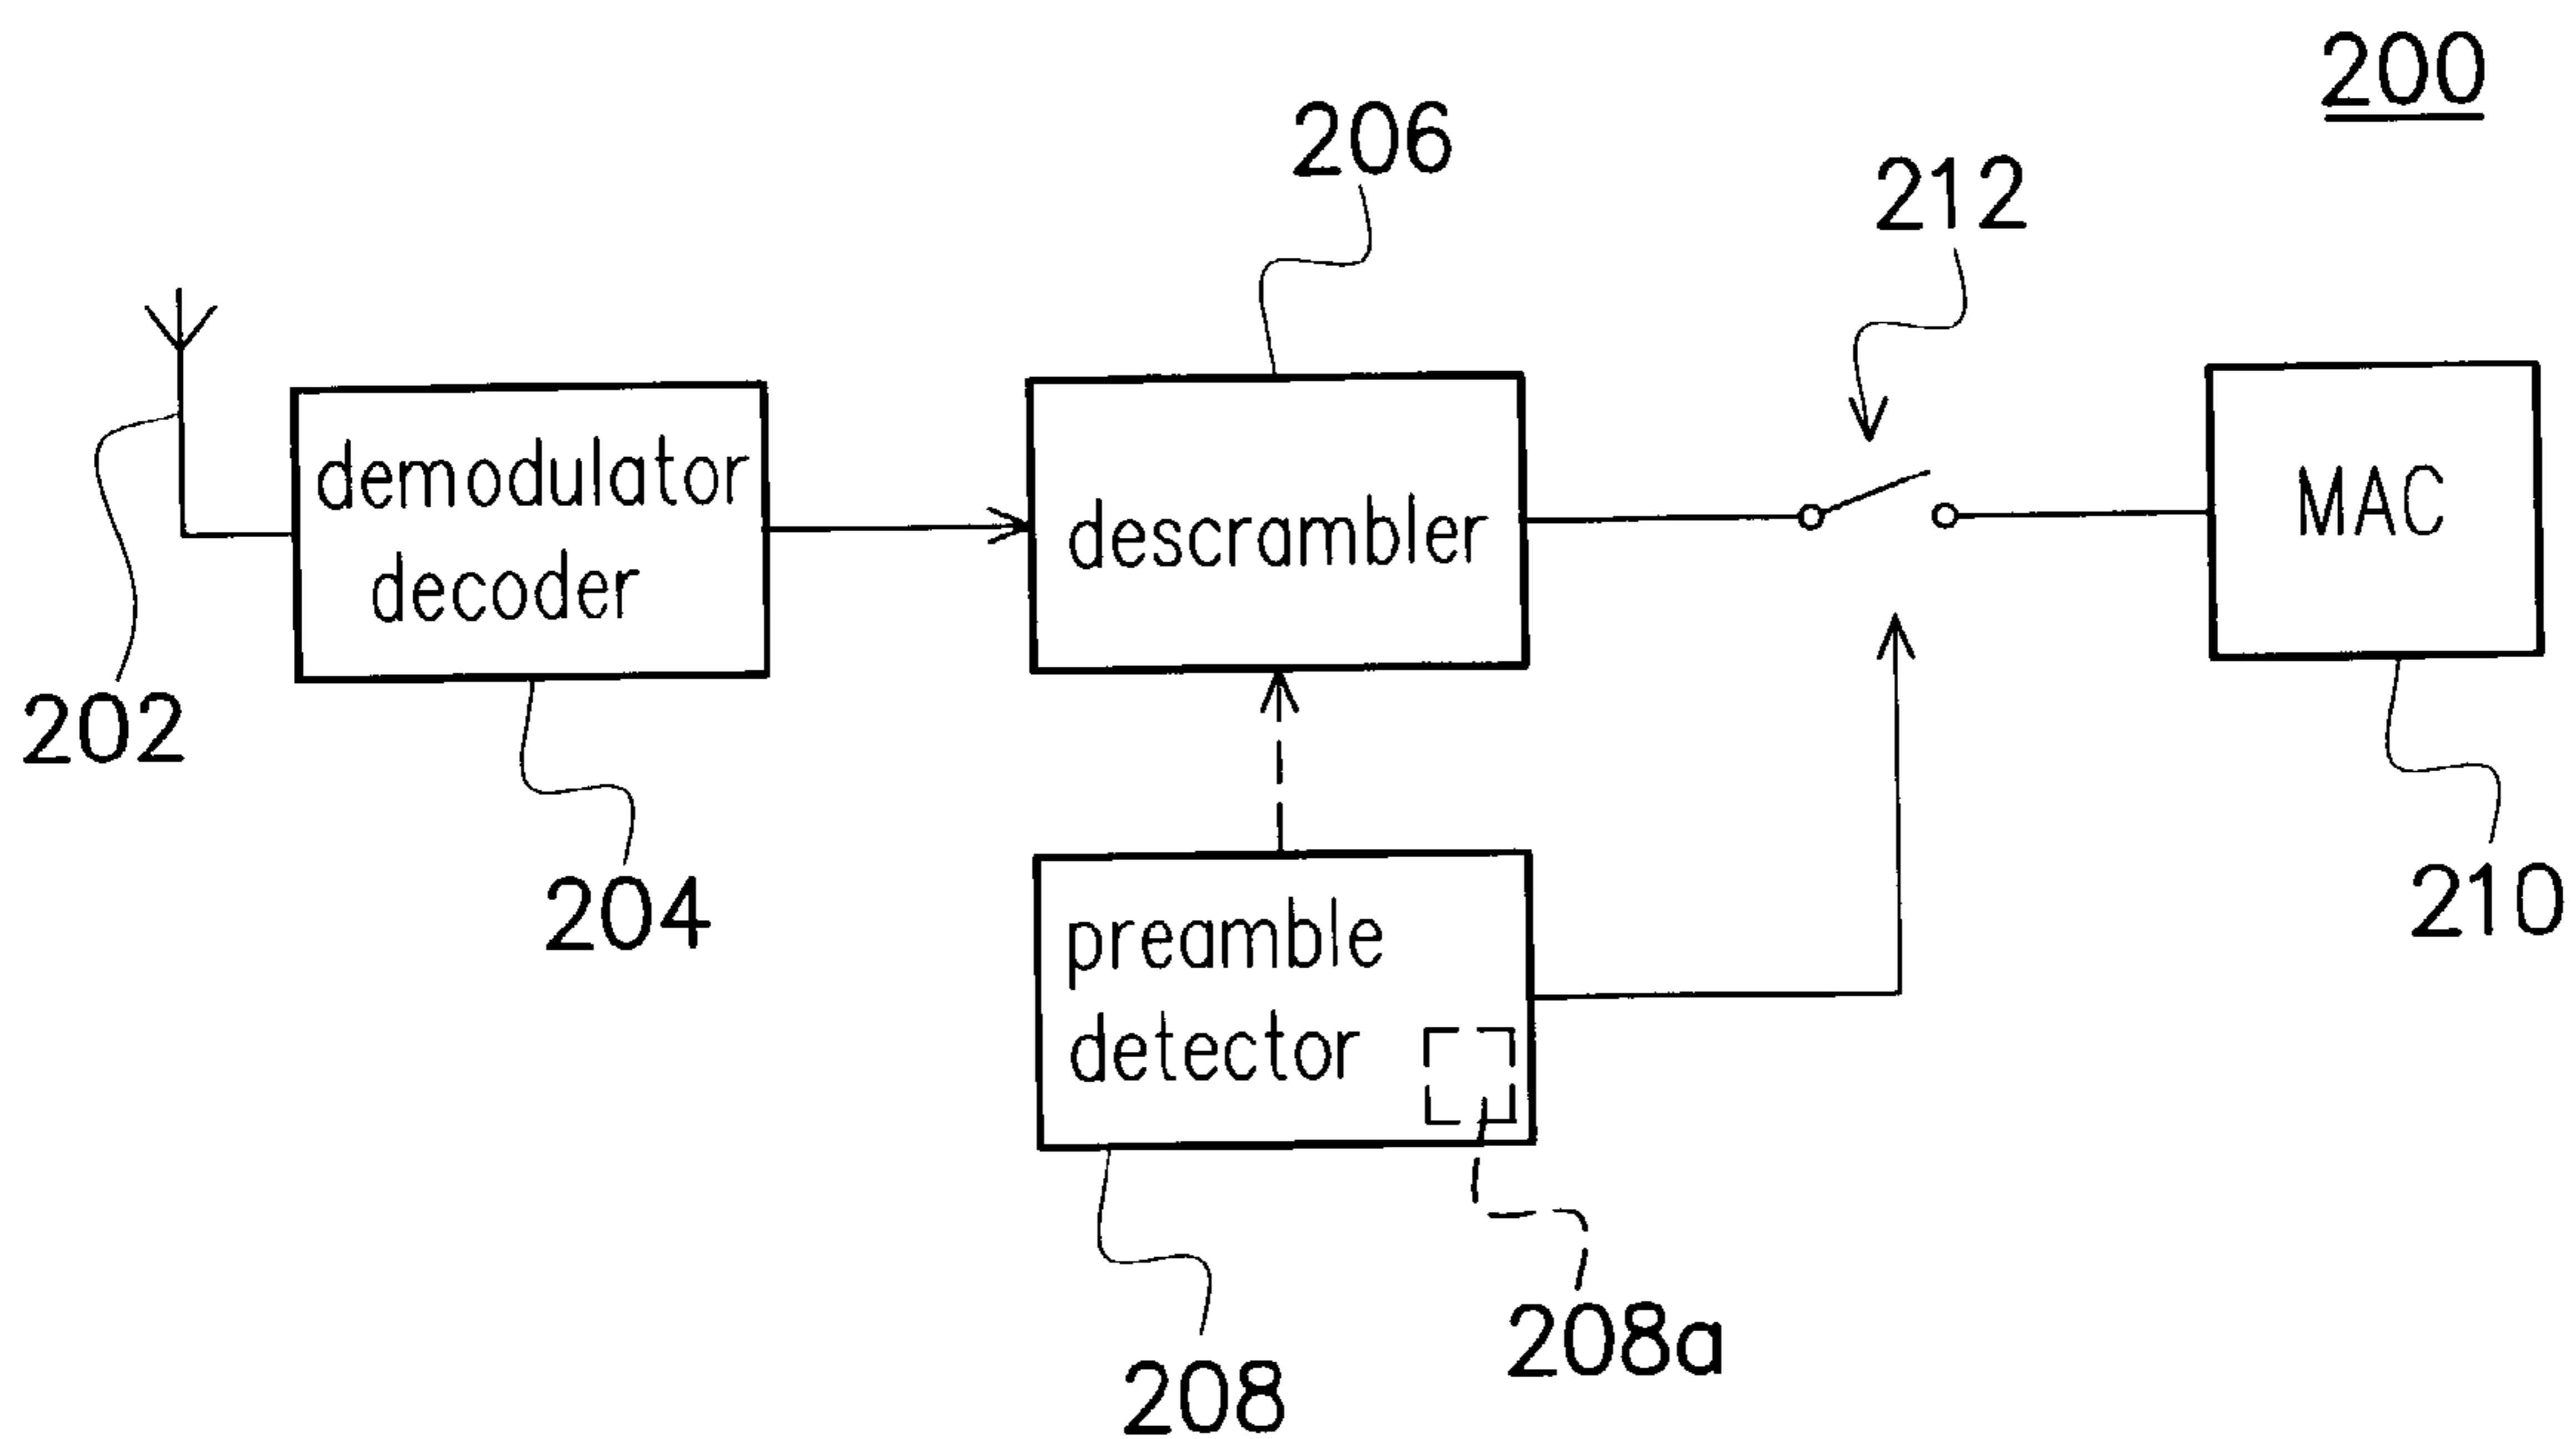 200
206
212
demodulator
decoder
descrambler
MAC
202
204
210
preamble
detector
208a
208